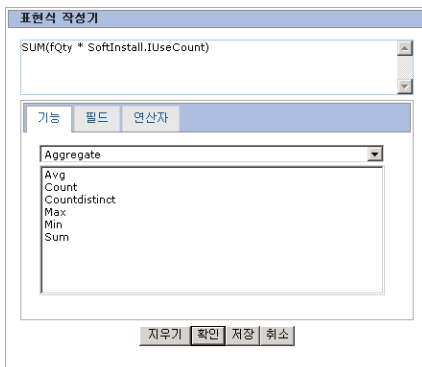 표현식 작성기
SUM(fQty * SoftInstall.lUseCount)
기능 필드 연산자
Aggregate
Avg
Count
Countdistinct
Max
Min
Sum
지우기 확인 저장 취소